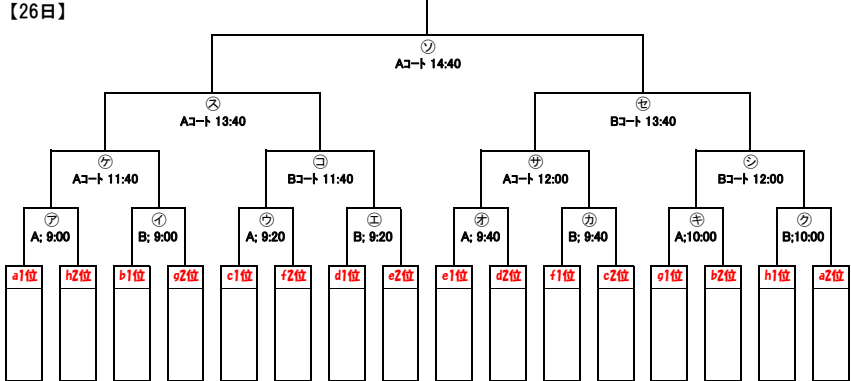 【26日】
㋞
Aコート 14:40
㋜ ㋝
Aコート 13:40 Bコート 13:40
㋘ ㋙ ㋚ ㋛
Aコート 11:40 Bコート 11:40 Aコート 12:00 Bコート 12:00
㋐ ㋑ ㋒ ㋓ ㋔ ㋕ ㋖ ㋗
A; 9:00 B; 9:00 A; 9:20 B; 9:20 A; 9:40 B; 9:40 A;10:00 B;10:00
a1位 h2位 b1位 g2位 c1位 f2位 d1位 e2位 e1位 d2位 f1位 c2位 g1位 b2位 h1位 a2位